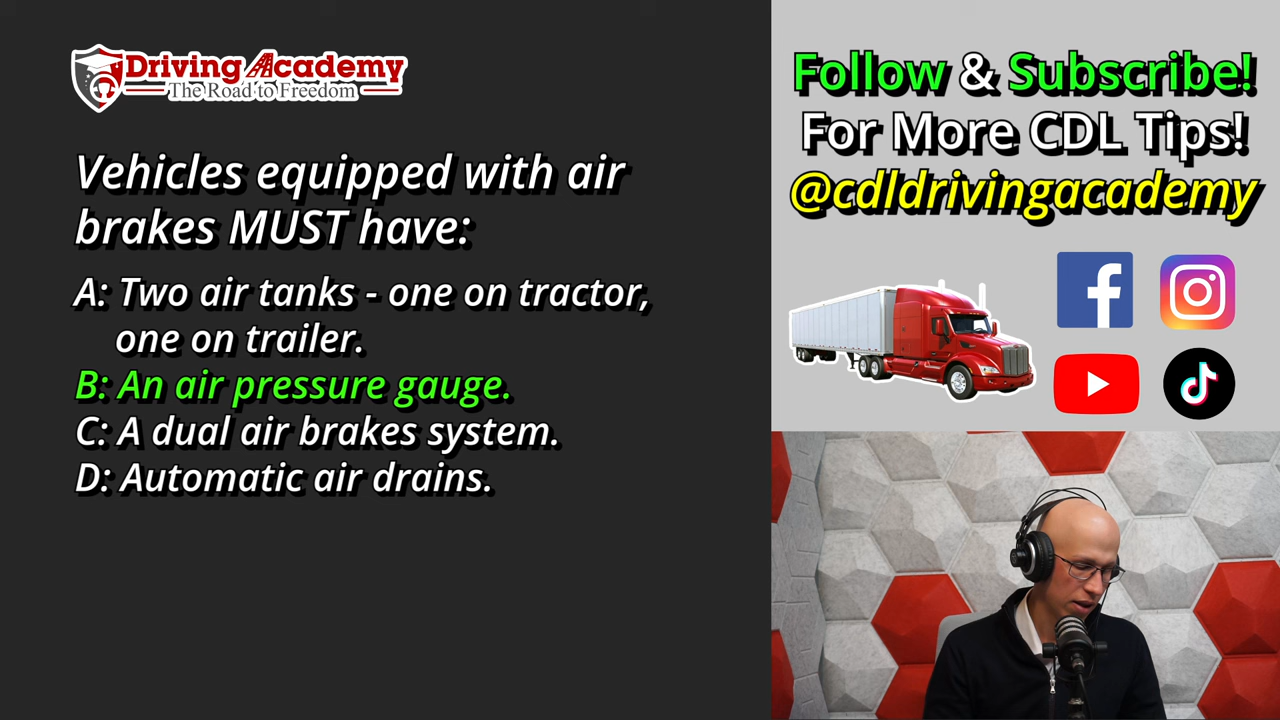 Driving Academy
The Road to Freedom
Vehicles equipped with air
brakes MUST have:
A: Two air tanks - one on tractor,
one on trailer.
B: An air pressure gauge.
C: A dual air brakes system.
D: Automatic air drains.
Follow & Subscribe!
For More CDL Tips!
@cdldrivingacademy